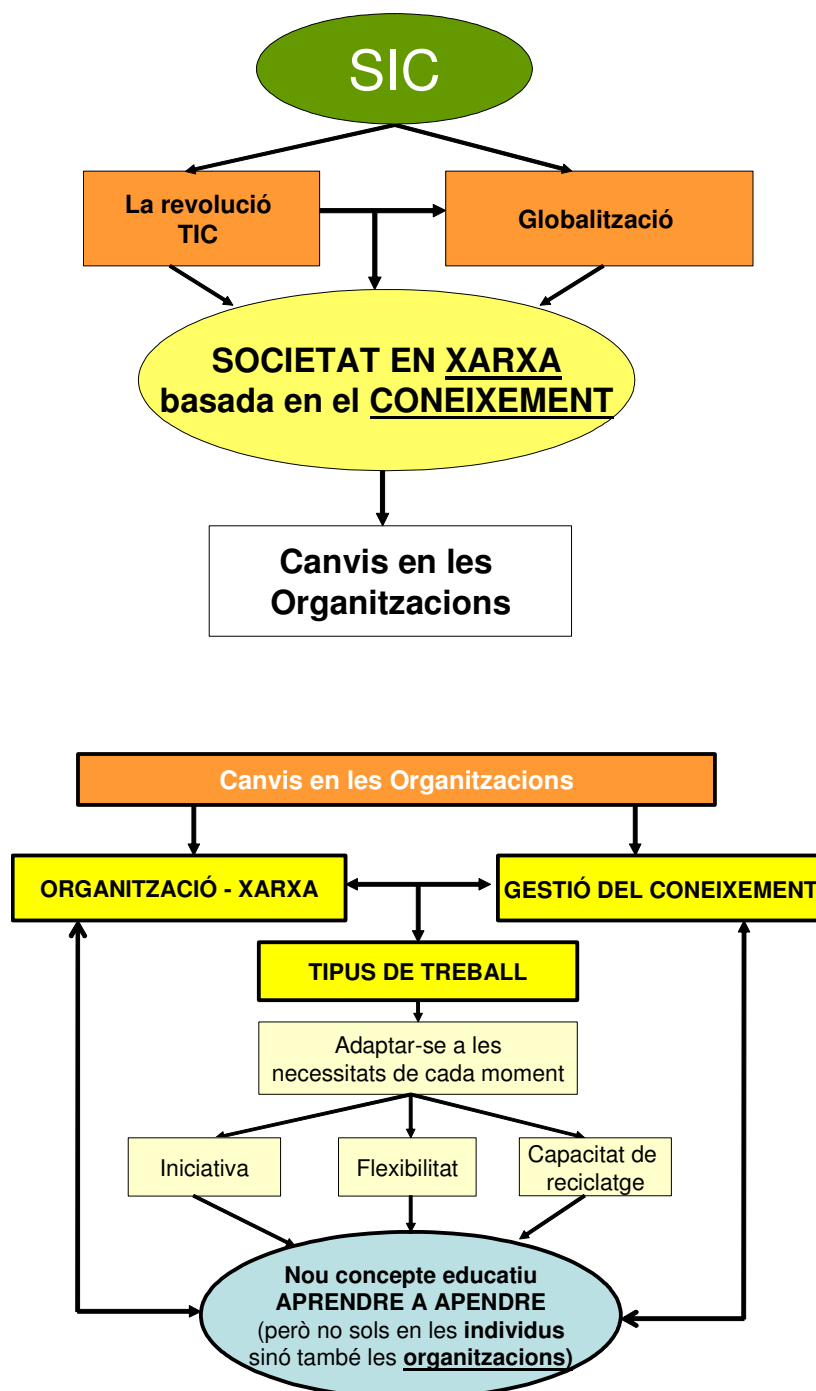 SIC
La revolució
TIC
Globalització
SOCIETAT EN XARXA
basada en el CONEIXEMENT
Canvis en les
Organitzacions
Canvis en les Organitzacions
ORGANITZACIÓ - XARXA
GESTIÓ DEL CONEIXEMENT
TIPUS DE TREBALL
Adaptar-se a les
necessitats de cada moment
Iniciativa
Flexibilitat
Capacitat de
reciclatge
Nou concepte educatiu
APRENDRE A APENDRE
(però no sols en les individus
sinó també les organitzacions)